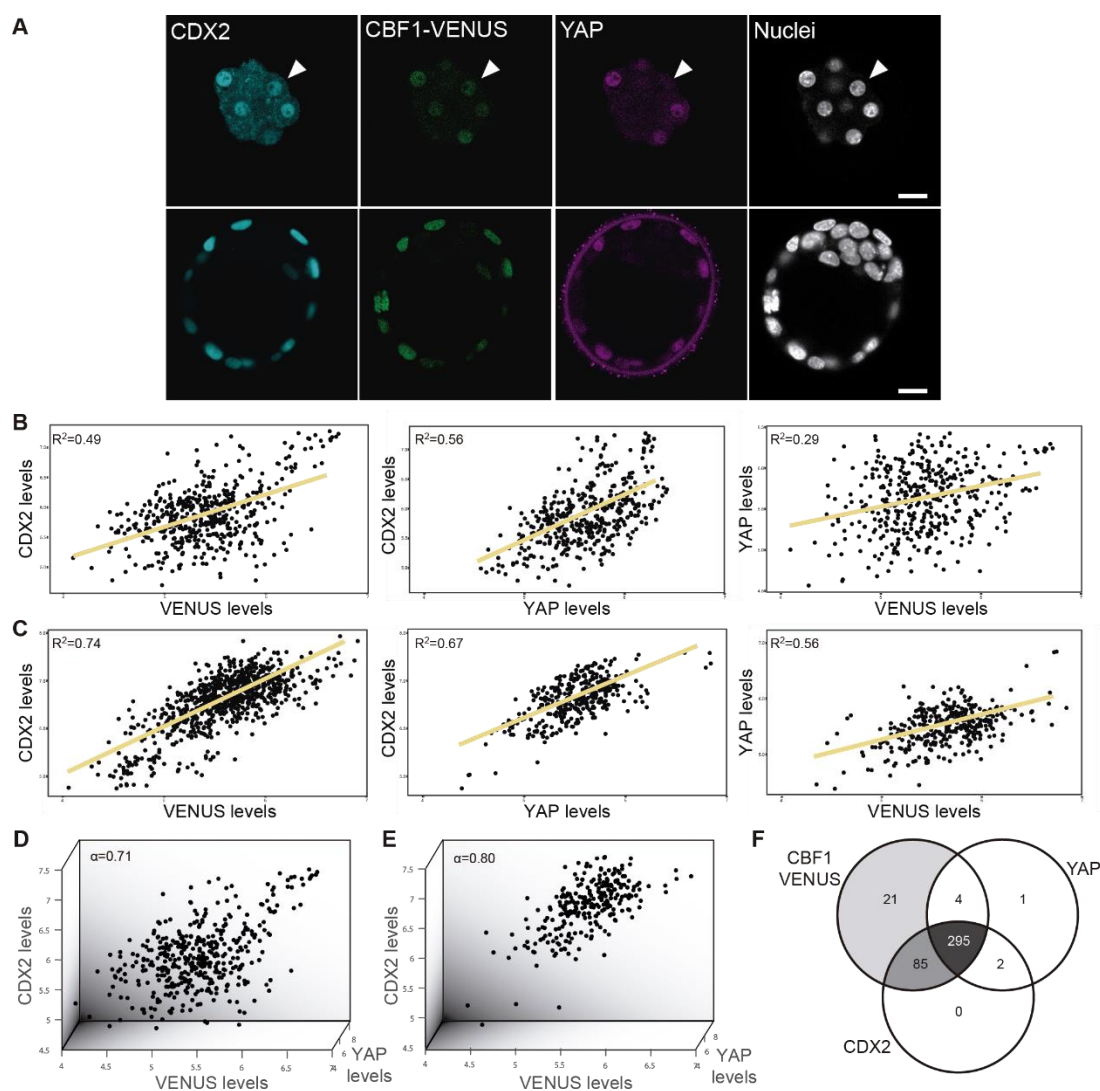 A
CDX2
CBF1-VENUS
YAP
Nuclei
B
R²=0.49
CDX2 levels
VENUS levels
R²=0.56
CDX2 levels
YAP levels
R²=0.29
YAP levels
VENUS levels
C
R²=0.74
CDX2 levels
VENUS levels
R²=0.67
CDX2 levels
YAP levels
R²=0.56
YAP levels
VENUS levels
D
α=0.71
7.5
7
6.5
6
5.5
5
4.5
CDX2 levels
4
4.5
5
5.5
6
6.5
7
VENUS levels
4
6
8
YAP
levels
E
α=0.80
7.5
7
6.5
6
5.5
5
4.5
CDX2 levels
4
4.5
5
5.5
6
6.5
7
VENUS levels
4
6
8
YAP
levels
F
CBF1
VENUS
YAP
21
4
1
295
85
2
0
CDX2